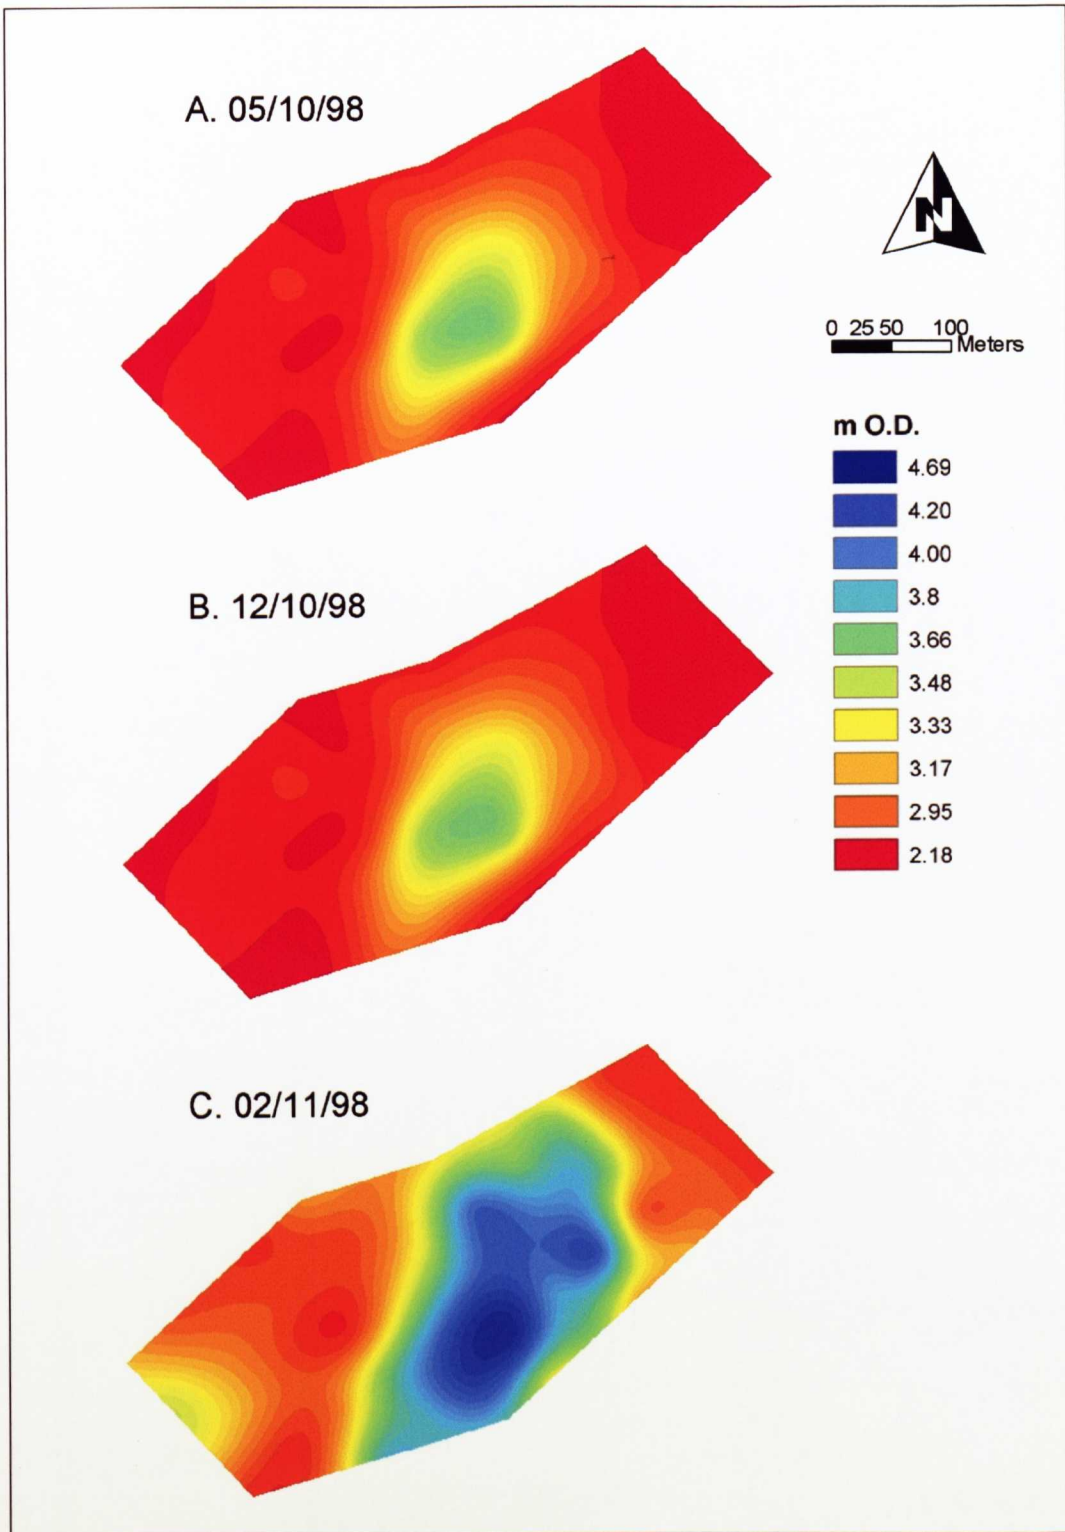 A. 05/10/98
N
0 25 50 100
Meters
m O.D.
4.69
4.20
4.00
3.8
3.66
3.48
3.33
3.17
2.95
2.18
B. 12/10/98
C. 02/11/98